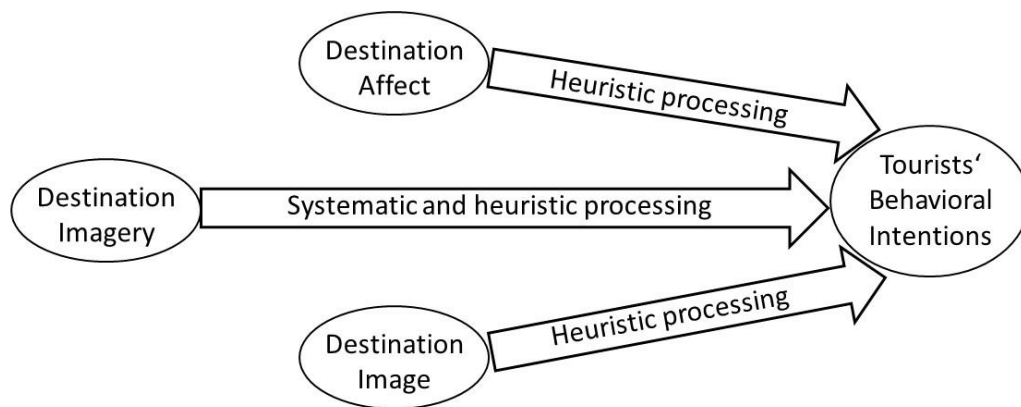 Destination
Affect
Heuristic processing
Destination
Imagery
Systematic and heuristic processing
Tourists‘
Behavioral
Intentions
Destination
Image
Heuristic processing